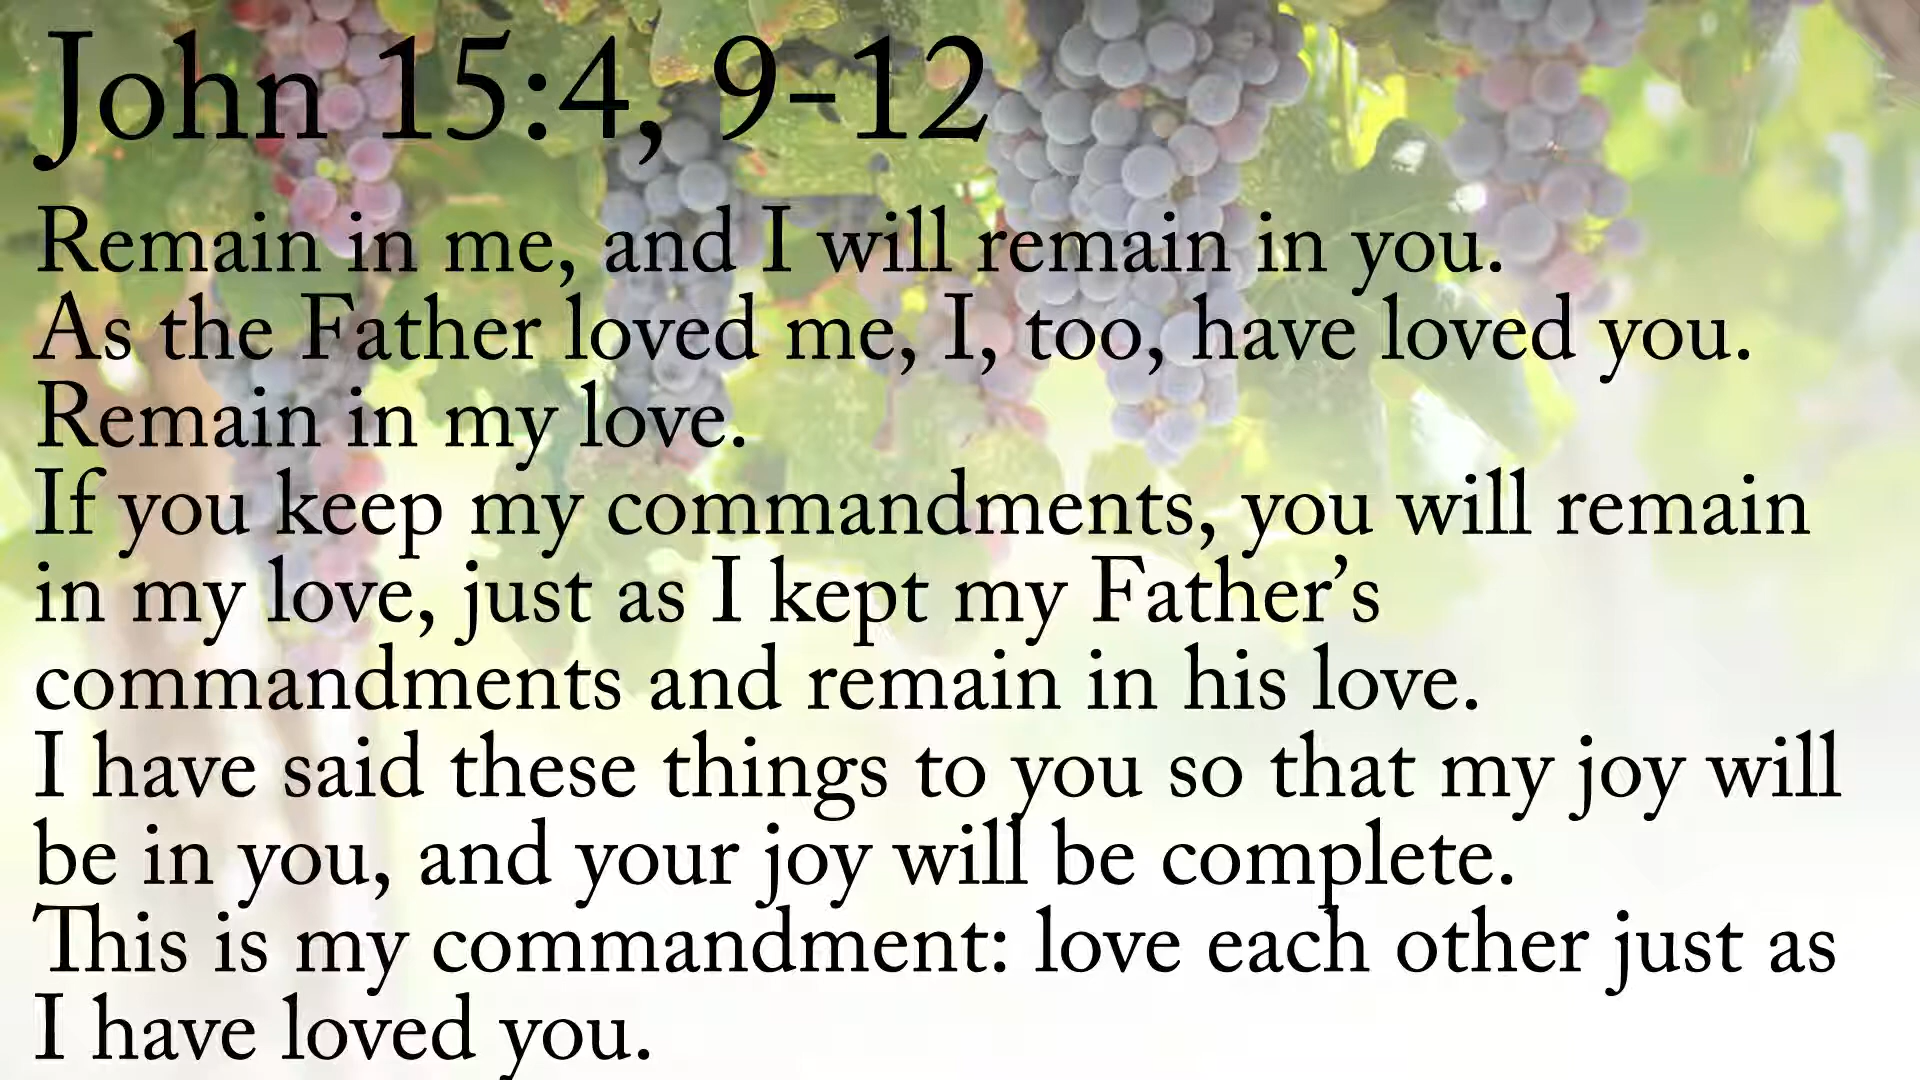 John 15:4, 9–12
Remain in me, and I will remain in you.
As the Father loved me, I, too, have loved you.
Remain in my love.
If you keep my commandments, you will remain
in my love, just as I kept my Father’s
commandments and remain in his love.
I have said these things to you so that my joy will
be in you, and your joy will be complete.
This is my commandment: love each other just as
I have loved you.